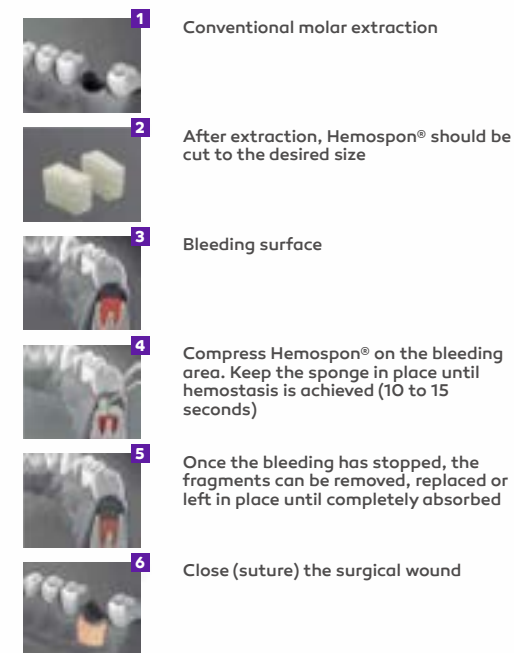 1
Conventional molar extraction
2
After extraction, Hemospon® should be
cut to the desired size
3
Bleeding surface
4
Compress Hemospon® on the bleeding
area. Keep the sponge in place until
hemostasis is achieved (10 to 15
seconds)
5
Once the bleeding has stopped, the
fragments can be removed, replaced or
left in place until completely absorbed
6
Close (suture) the surgical wound